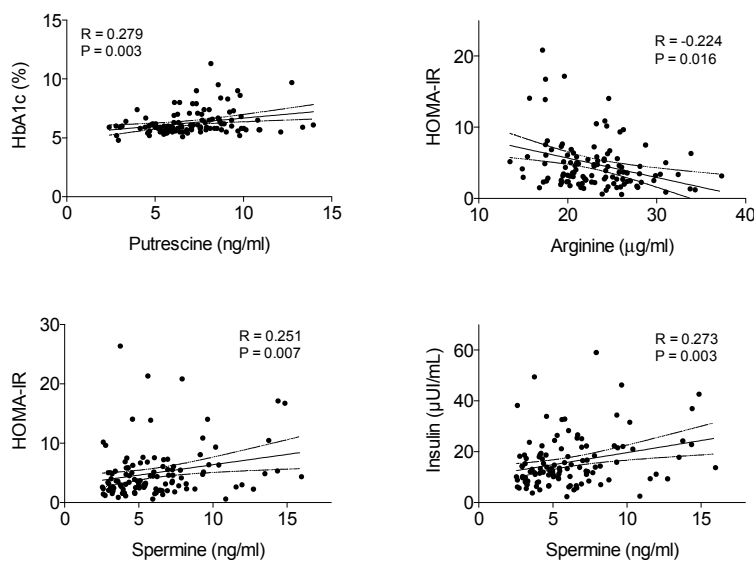 15
10
5
0
HbA1c (%)
R = 0.279
P = 0.003
0 5 10 15
Putrescine (ng/ml)
20
10
0
HOMA-IR
R = -0.224
P = 0.016
10 20 30 40
Arginine (μg/ml)
30
20
10
0
HOMA-IR
R = 0.251
P = 0.007
0 5 10 15
Spermine (ng/ml)
60
40
20
0
Insulin (μUI/mL)
R = 0.273
P = 0.003
0 5 10 15
Spermine (ng/ml)